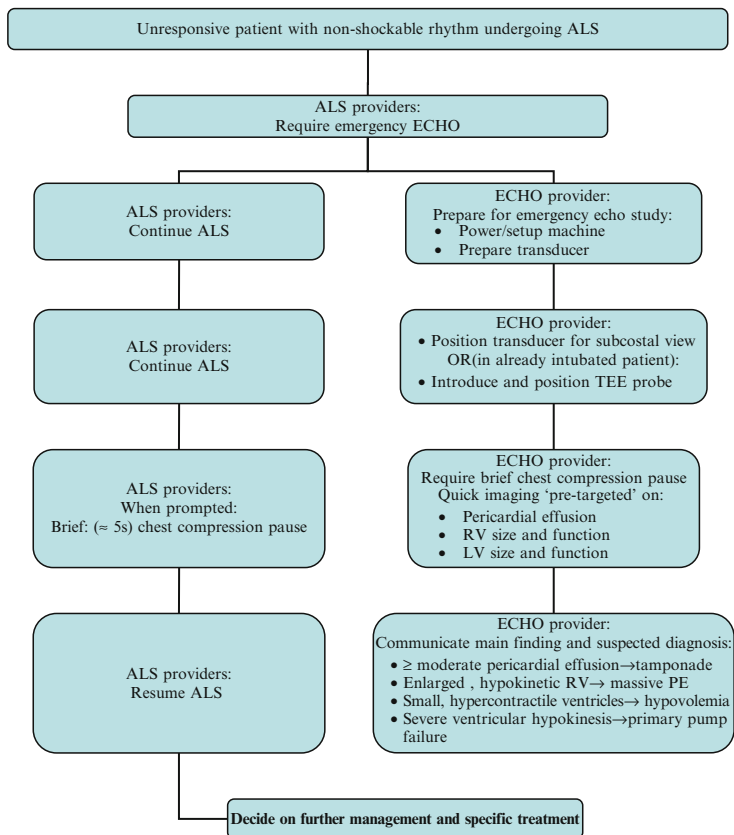 Unresponsive patient with non-shockable rhythm undergoing ALS
ALS providers:
Require emergency ECHO
ALS providers:
Continue ALS
ECHO provider:
Prepare for emergency echo study:
• Power/setup machine
• Prepare transducer
ALS providers:
Continue ALS
ECHO provider:
• Position transducer for subcostal view
OR(in already intubated patient):
• Introduce and position TEE probe
ALS providers:
When prompted:
Brief: (≈ 5s) chest compression pause
ECHO provider:
Require brief chest compression pause
Quick imaging ‘pre-targeted’ on:
• Pericardial effusion
• RV size and function
• LV size and function
ALS providers:
Resume ALS
ECHO provider:
Communicate main finding and suspected diagnosis:
• ≥ moderate pericardial effusion→tamponade
• Enlarged , hypokinetic RV→ massive PE
• Small, hypercontractile ventricles→ hypovolemia
• Severe ventricular hypokinesis→primary pump
failure
Decide on further management and specific treatment